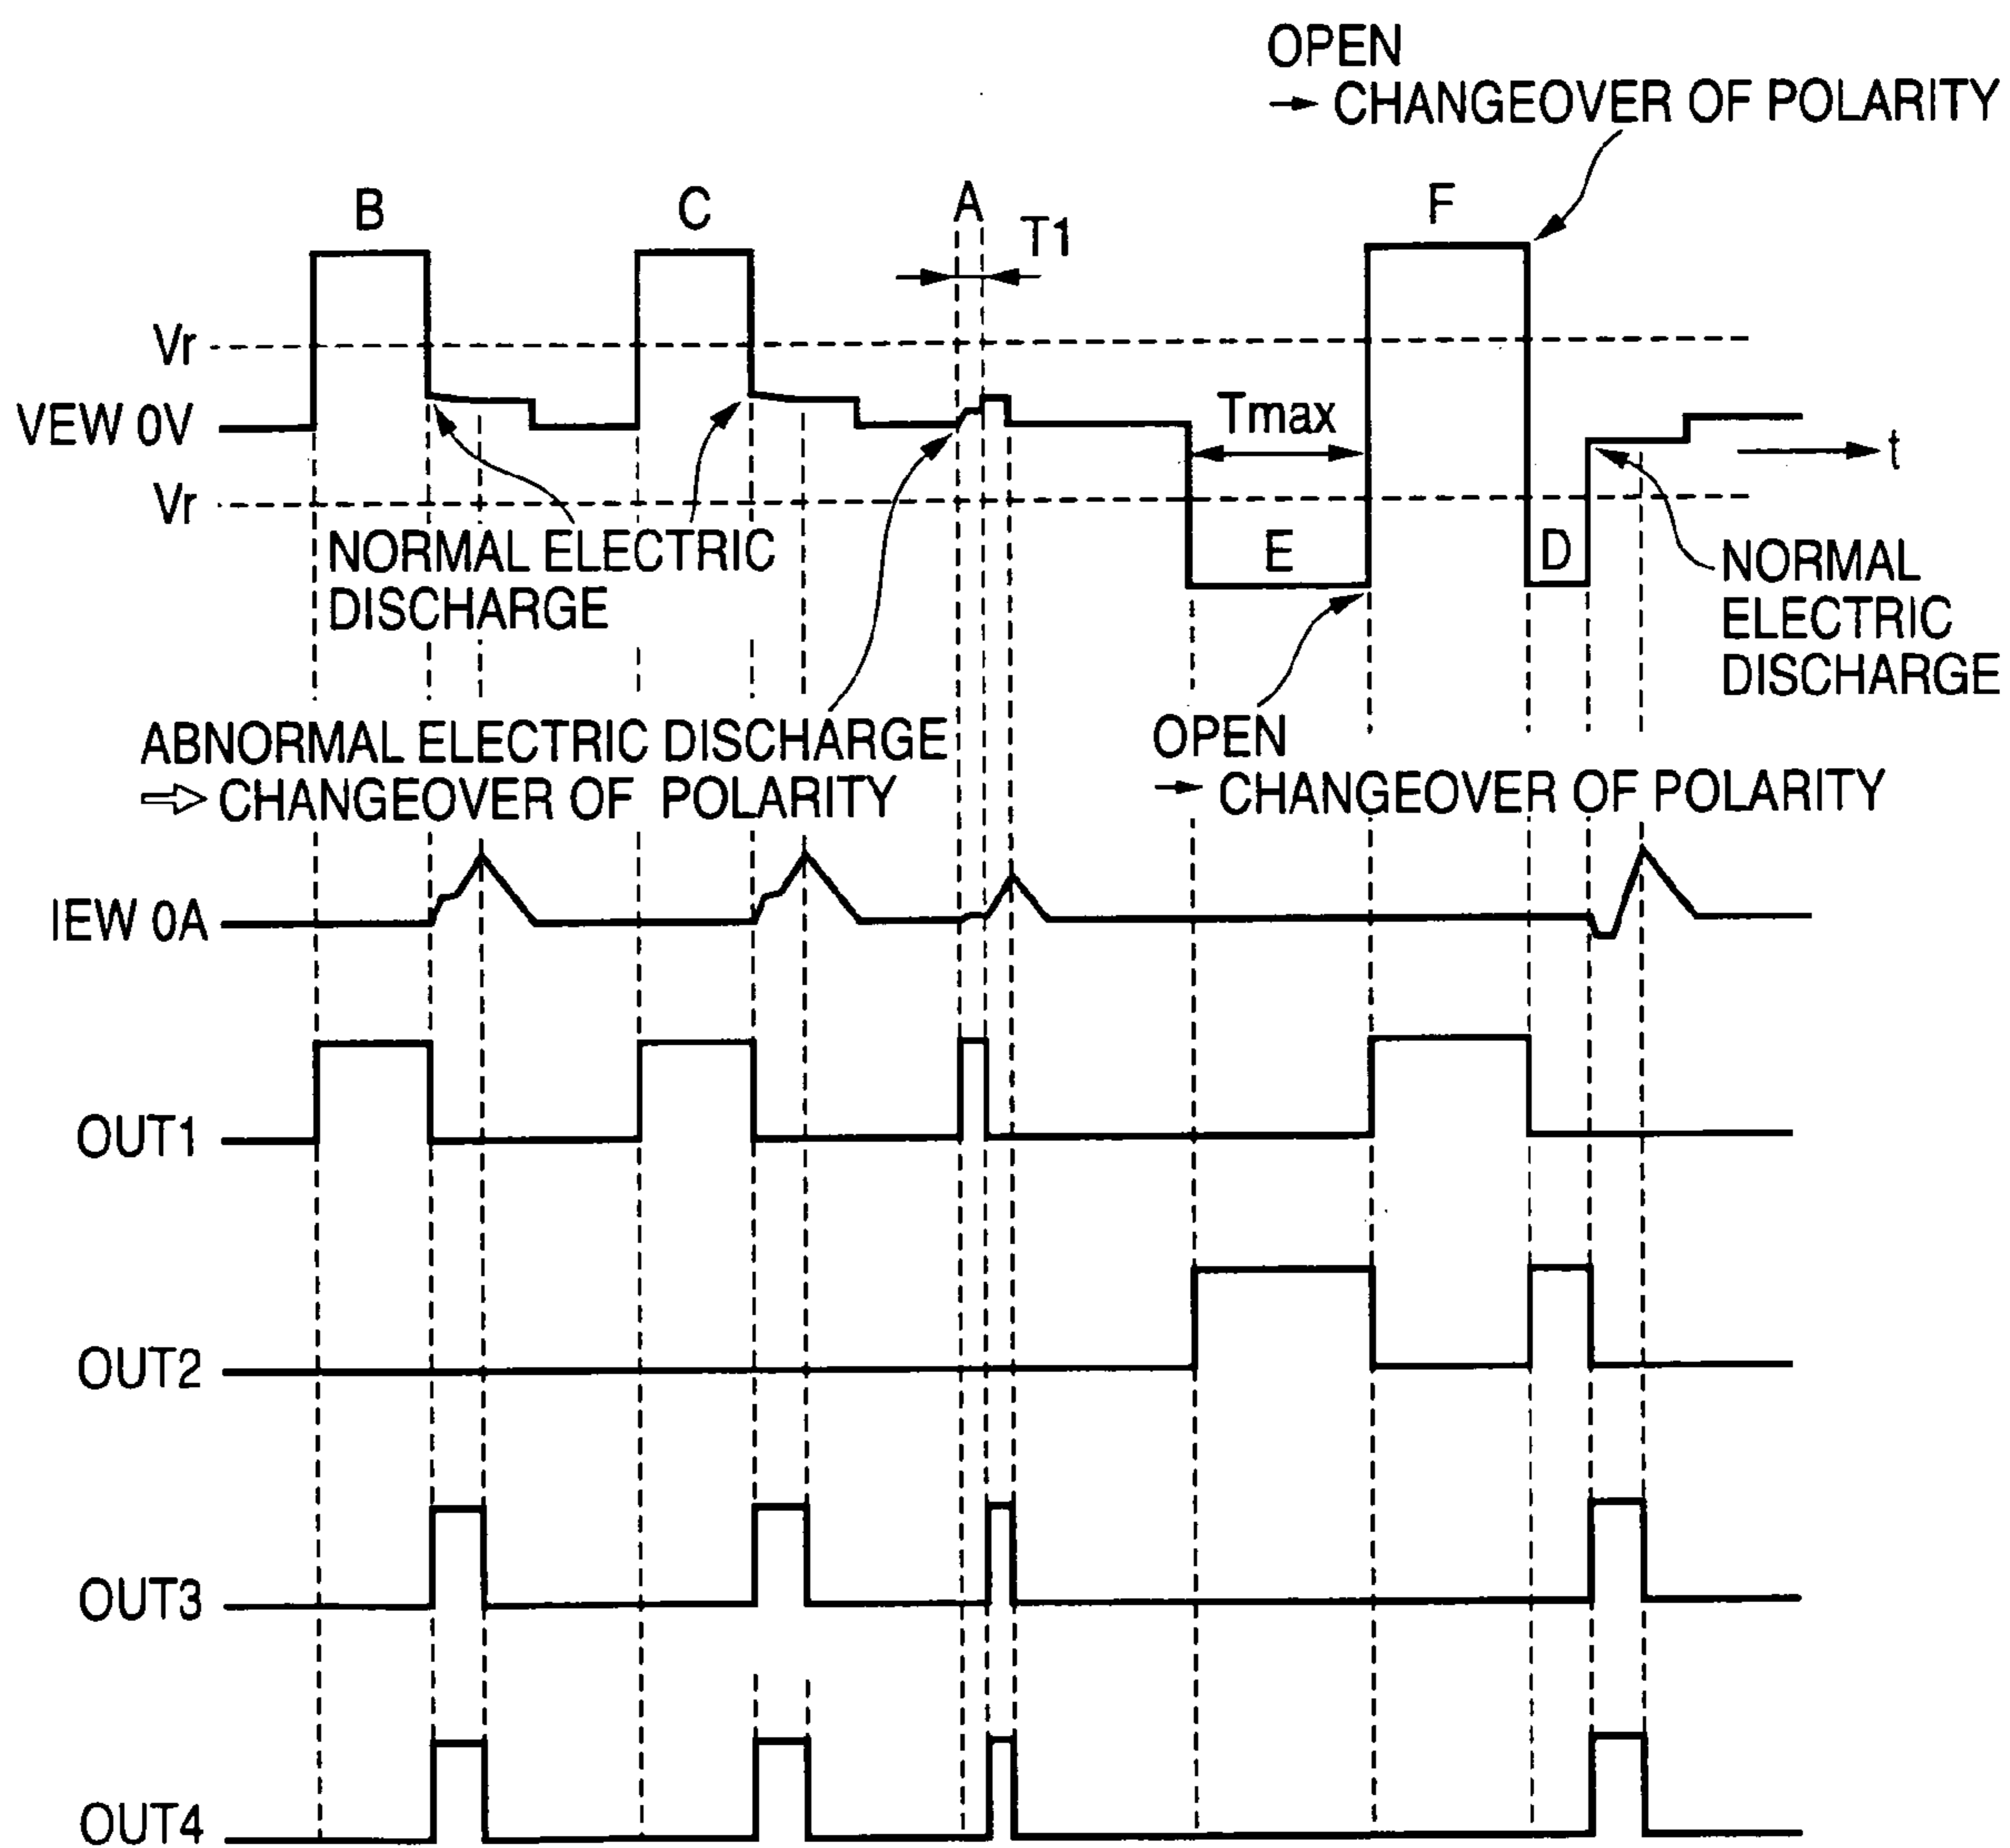 OPEN
→ CHANGEOVER OF POLARITY
B
C
A
T1
F
Vr
VEW 0V
Tmax
t
Vr
E
D
NORMAL ELECTRIC
DISCHARGE
NORMAL
ELECTRIC
DISCHARGE
ABNORMAL ELECTRIC DISCHARGE
⇨ CHANGEOVER OF POLARITY
OPEN
→ CHANGEOVER OF POLARITY
IEW 0A
OUT1
OUT2
OUT3
OUT4